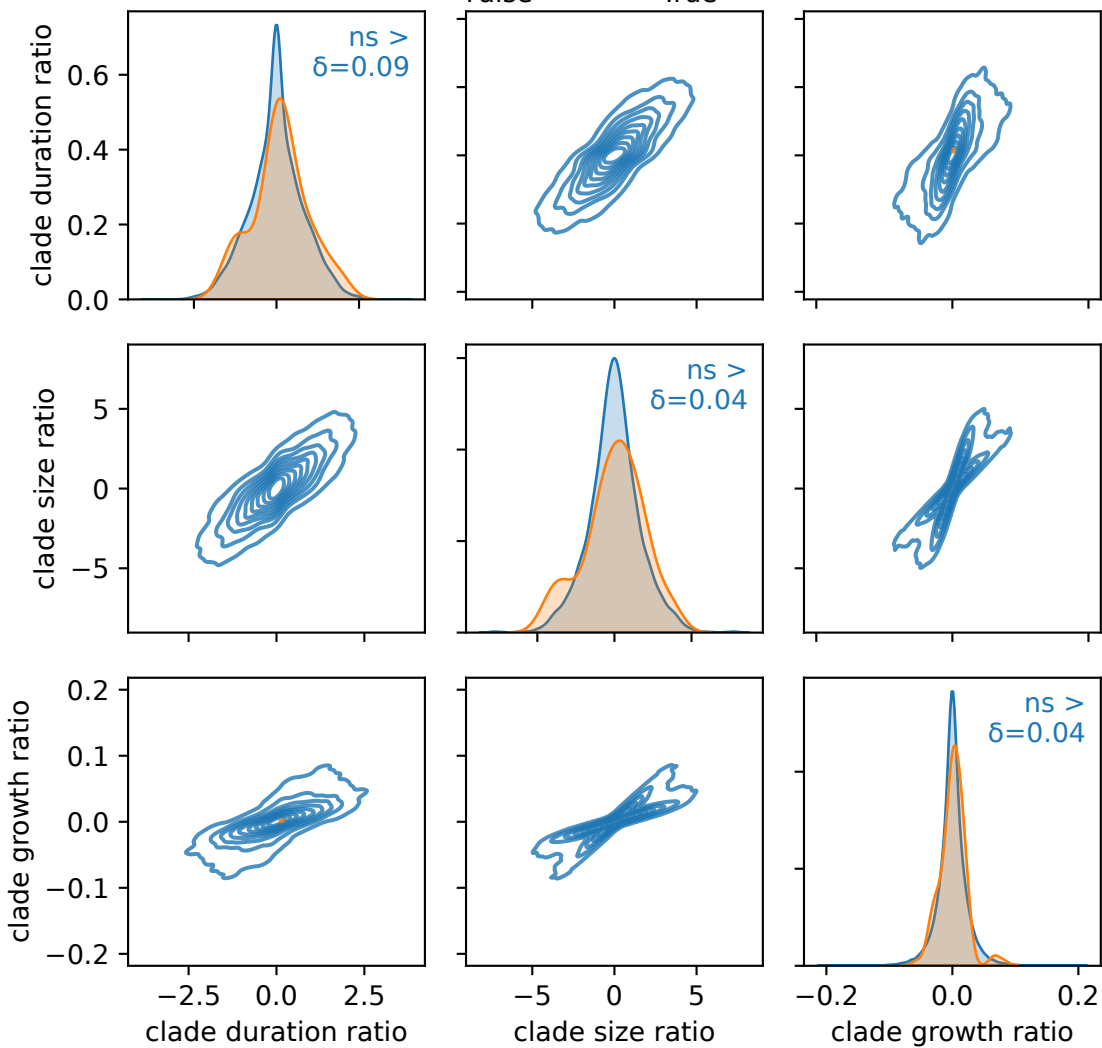 clade duration ratio
0.6
0.4
0.2
0.0
ns >
δ=0.09
clade size ratio
5
0
−5
ns >
δ=0.04
clade growth ratio
0.2
0.1
0.0
−0.1
−0.2
ns >
δ=0.04
−2.5 0.0 2.5
−5 0 5
−0.2 0.0 0.2
clade duration ratio
clade size ratio
clade growth ratio